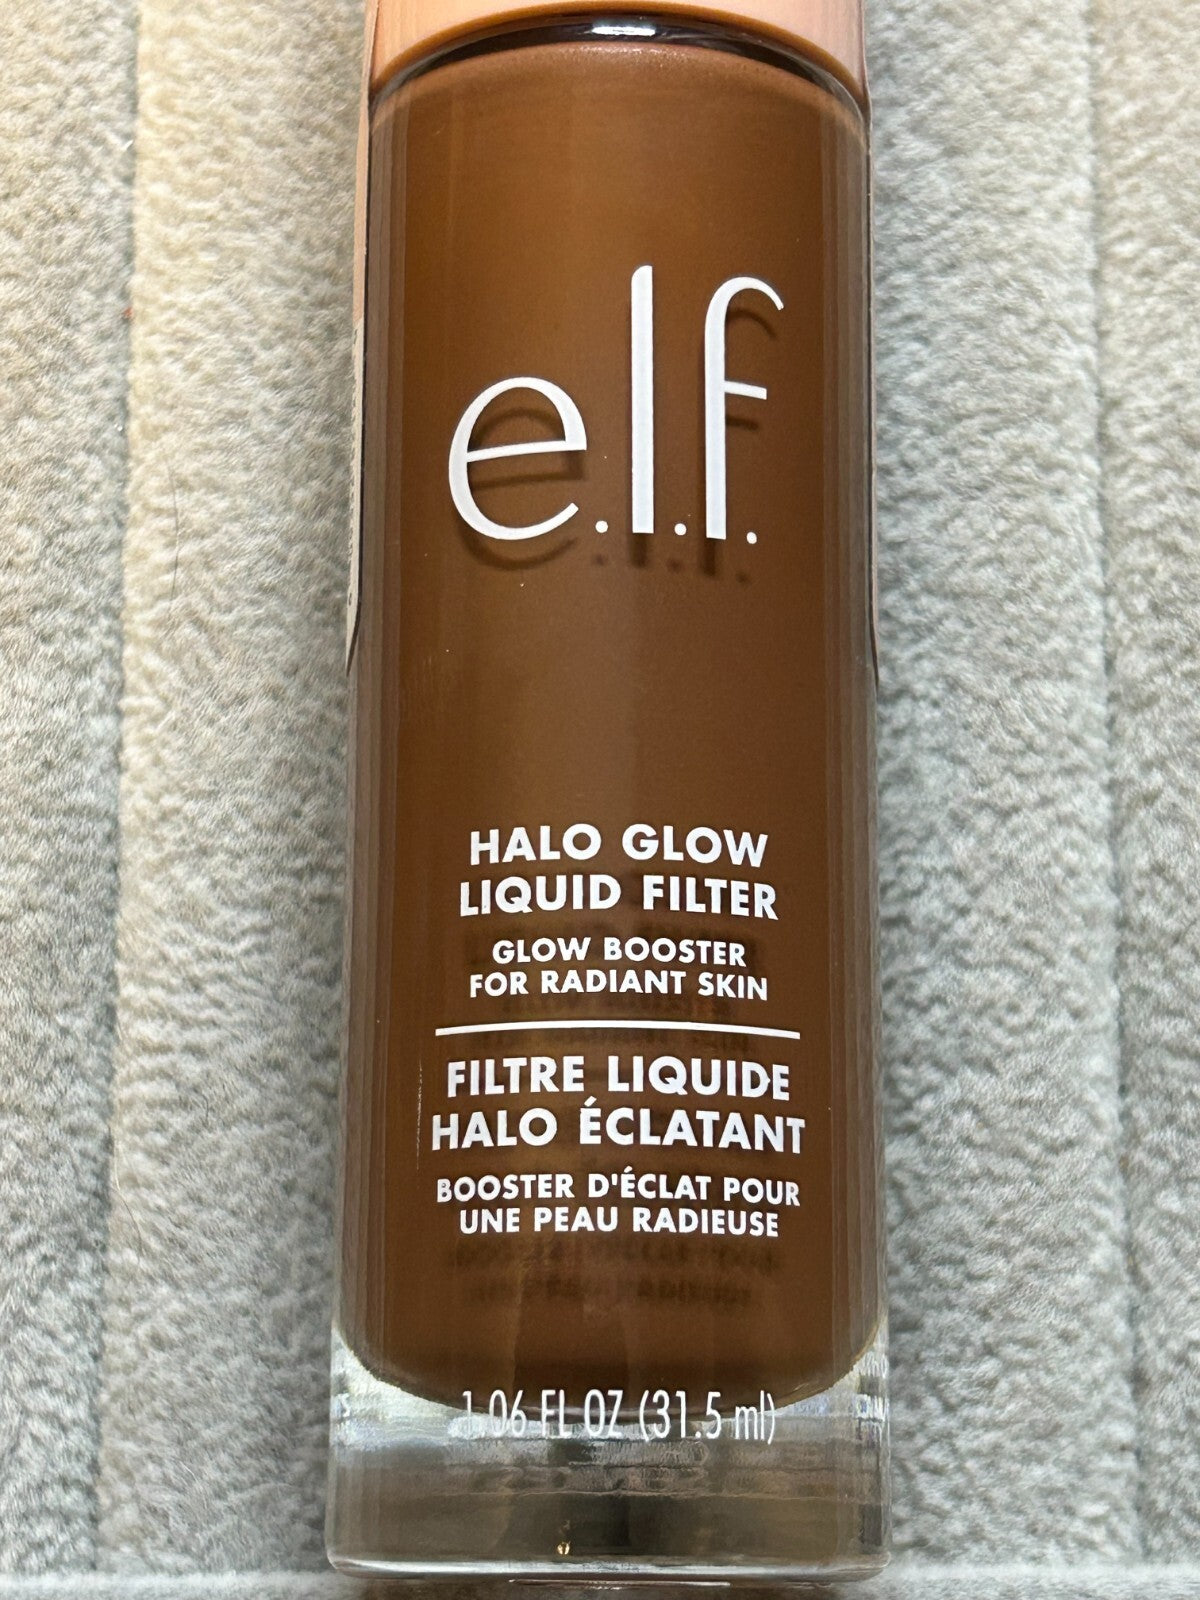 e.l.f.
HALO GLOW
LIQUID FILTER
GLOW BOOSTER
FOR RADIANT SKIN
FILTRE LIQUIDE
HALO ÉCLATANT
BOOSTER D'ÉCLAT POUR
UNE PEAU RADIEUSE
1.06 FL OZ (31.5 ml)